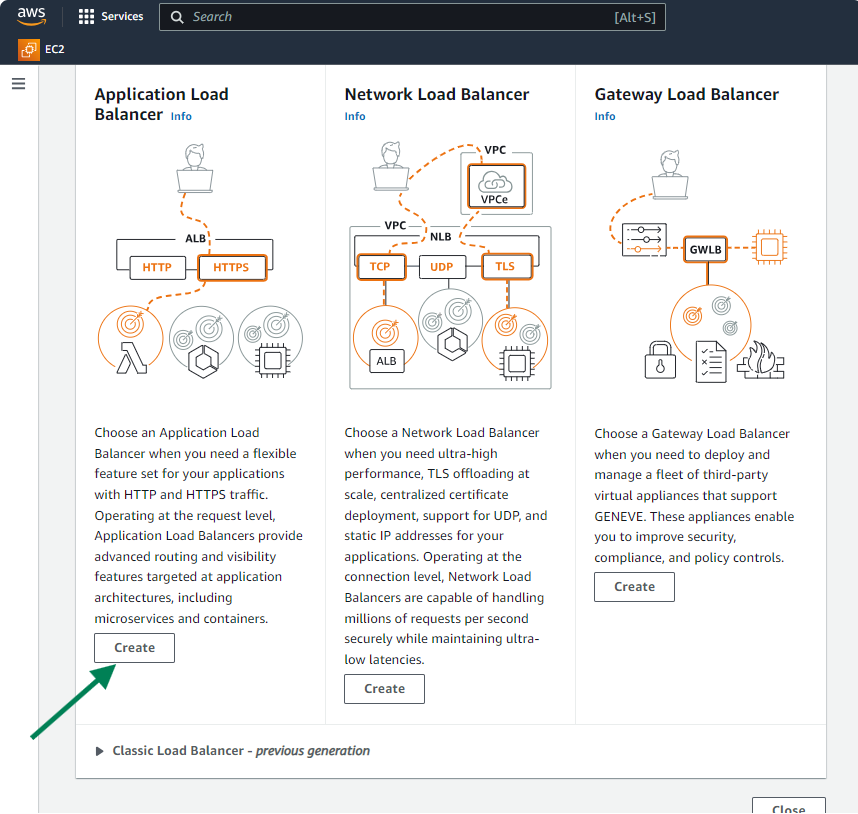 aws
Services
Search
[Alt+S]
EC2
Application Load
Balancer Info
ALB
HTTP
HTTPS
Choose an Application Load
Balancer when you need a flexible
feature set for your applications
with HTTP and HTTPS traffic.
Operating at the request level,
Application Load Balancers provide
advanced routing and visibility
features targeted at application
architectures, including
microservices and containers.
Create
Network Load Balancer
Info
VPC
VPCe
VPC
NLB
TCP
UDP
TLS
ALB
Choose a Network Load Balancer
when you need ultra-high
performance, TLS offloading at
scale, centralized certificate
deployment, support for UDP, and
static IP addresses for your
applications. Operating at the
connection level, Network Load
Balancers are capable of handling
millions of requests per second
securely while maintaining ultra-
low latencies.
Create
Gateway Load Balancer
Info
GWLB
Choose a Gateway Load Balancer
when you need to deploy and
manage a fleet of third-party
virtual appliances that support
GENEVE. These appliances enable
you to improve security,
compliance, and policy controls.
Create
Classic Load Balancer - previous generation
Close